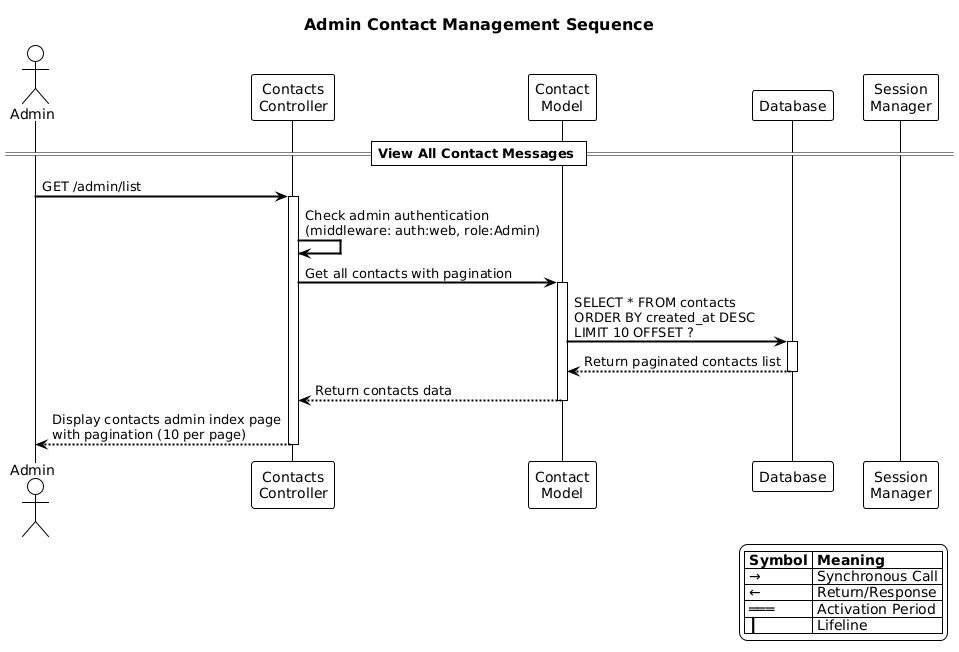 Admin Contact Management Sequence
Admin
Contacts
Controller
Contact
Model
Database
Session
Manager
View All Contact Messages
GET /admin/list
Check admin authentication
(middleware: auth:web, role:Admin)
Get all contacts with pagination
SELECT * FROM contacts
ORDER BY created_at DESC
LIMIT 10 OFFSET ?
Return paginated contacts list
Return contacts data
Display contacts admin index page
with pagination (10 per page)
Admin
Contacts
Controller
Contact
Model
Database
Session
Manager
Symbol Meaning
→ Synchronous Call
← Return/Response
═══ Activation Period
┃ Lifeline